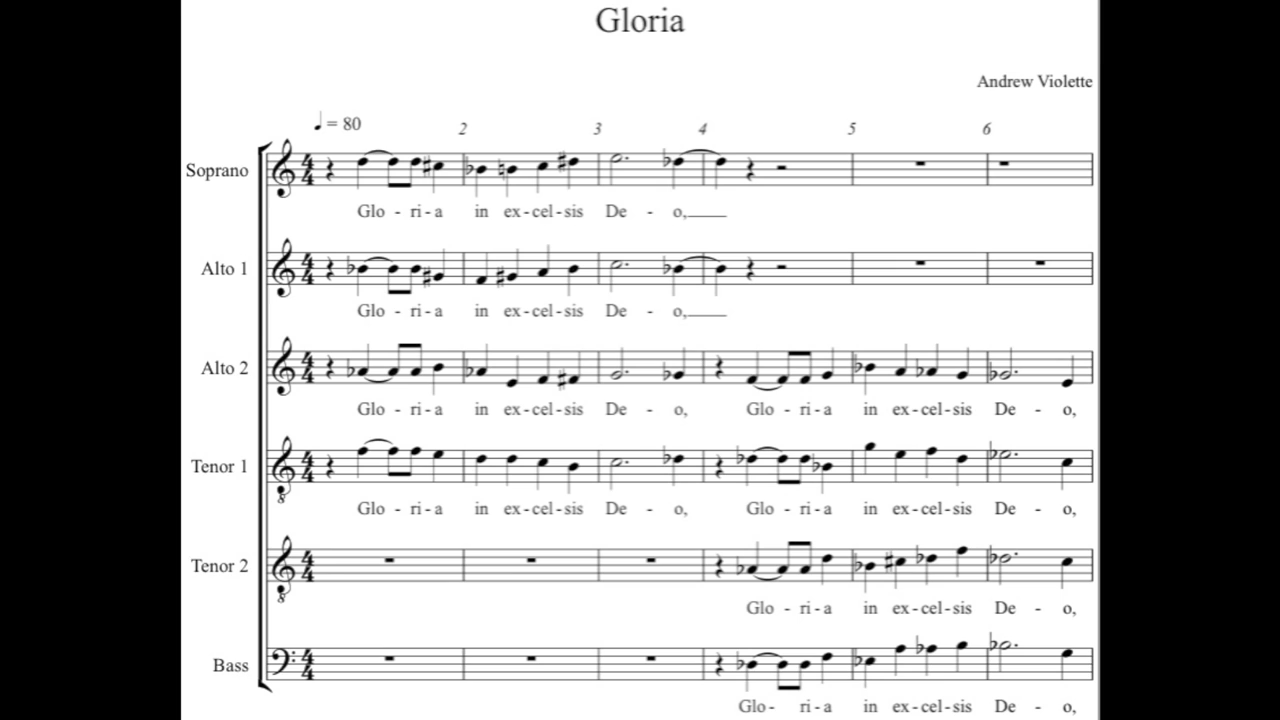 Gloria
Andrew Violette
♩ = 80
2 3 4 5 6
Soprano
Glo - ri - a in ex - cel - sis De - o,
Alto 1
Glo - ri - a in ex - cel - sis De - o,
Alto 2
Glo - ri - a in ex - cel - sis De - o, Glo - ri - a in ex - cel - sis De - o,
Tenor 1
8
Glo - ri - a in ex - cel - sis De - o, Glo - ri - a in ex - cel - sis De - o,
Tenor 2
8
Glo - ri - a in ex - cel - sis De - o,
Bass
Glo - ri - a in ex - cel - sis De - o,